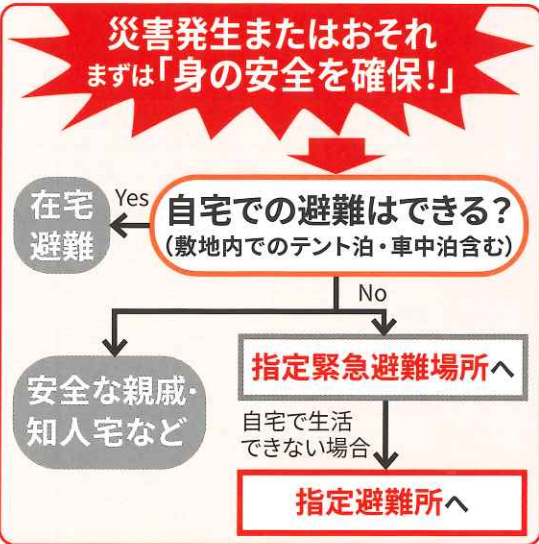 災害発生またはおそれ
まずは「身の安全を確保!」
自宅での避難はできる?
(敷地内でのテント泊・車中泊含む)
Yes
在宅
避難
No
安全な親戚・
知人宅など
指定緊急避難場所へ
自宅で生活
できない場合
指定避難所へ